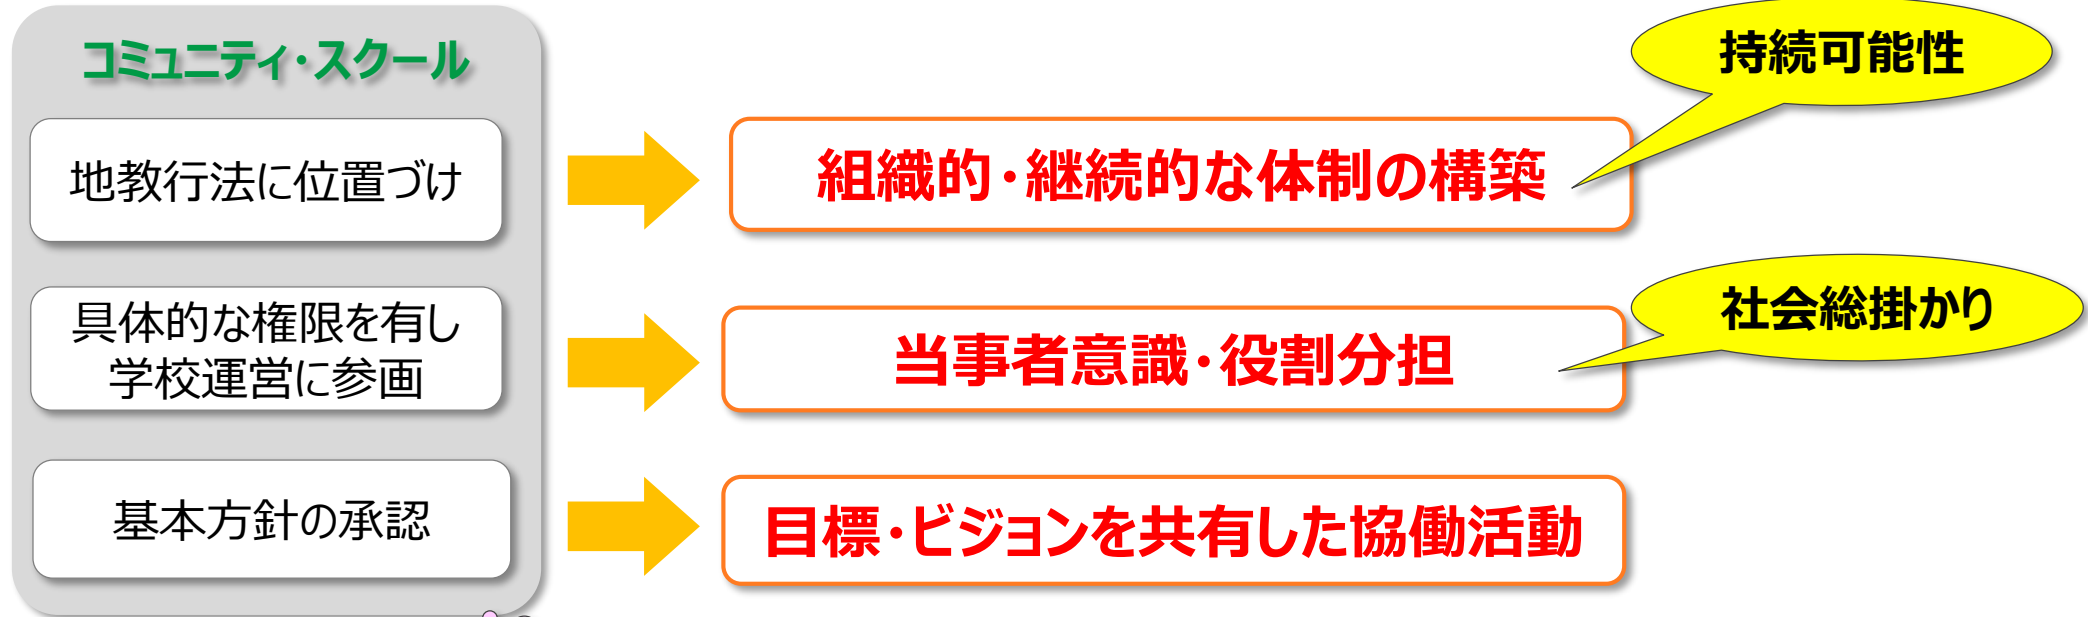 コミュニティ・スクール
持続可能性
地教行法に位置づけ
組織的・継続的な体制の構築
具体的な権限を有し
学校運営に参画
当事者意識・役割分担
社会総掛かり
基本方針の承認
目標・ビジョンを共有した協働活動